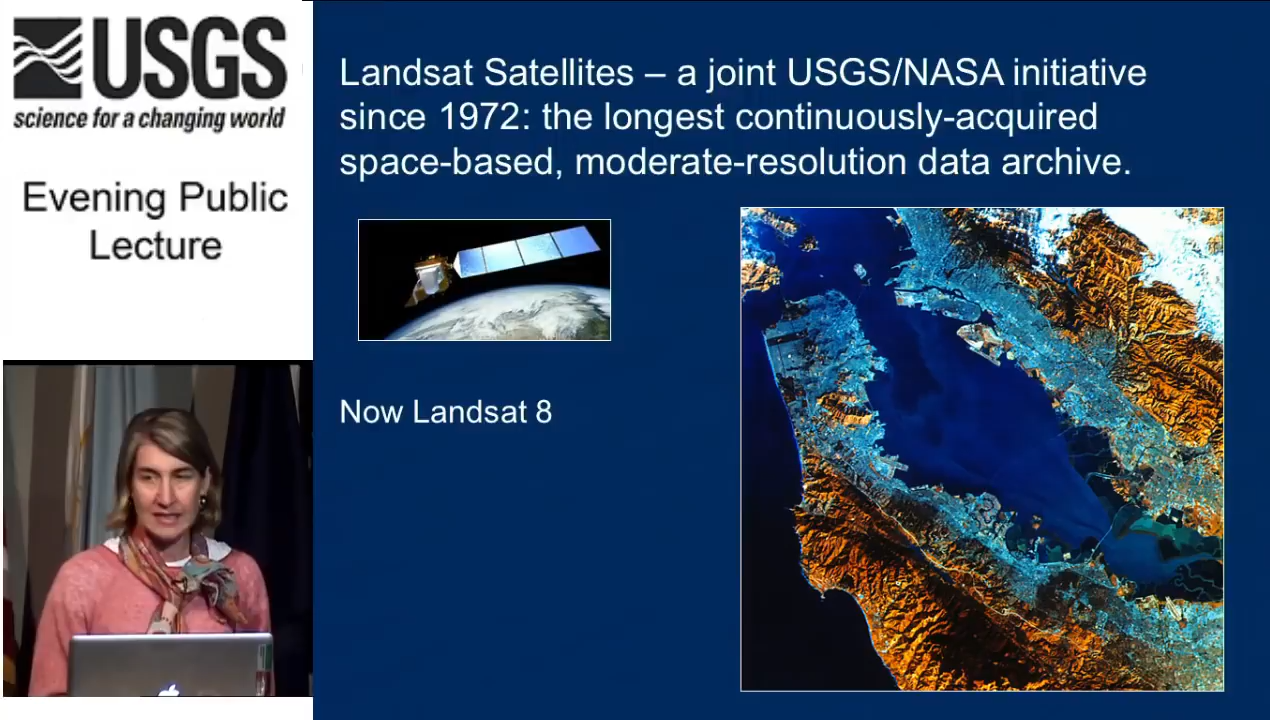 USGS
science for a changing world
Evening Public
Lecture
Landsat Satellites – a joint USGS/NASA initiative
since 1972: the longest continuously-acquired
space-based, moderate-resolution data archive.
Now Landsat 8